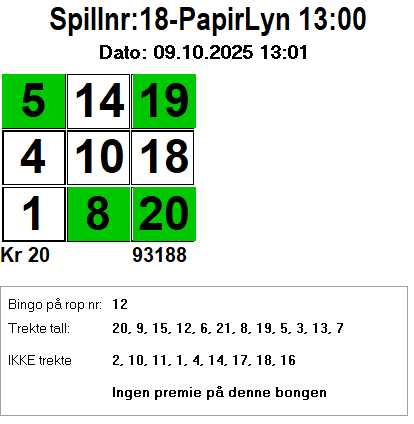 Spillnr:18-PapirLyn 13:00
Dato: 09.10.2025 13:01
5 14 19
4 10 18
1 8 20
Kr 20 93188
Bingo på rop nr: 12
Trekte tall: 20, 9, 15, 12, 6, 21, 8, 19, 5, 3, 13, 7
IKKE trekte 2, 10, 11, 1, 4, 14, 17, 18, 16
Ingen premie på denne bongen